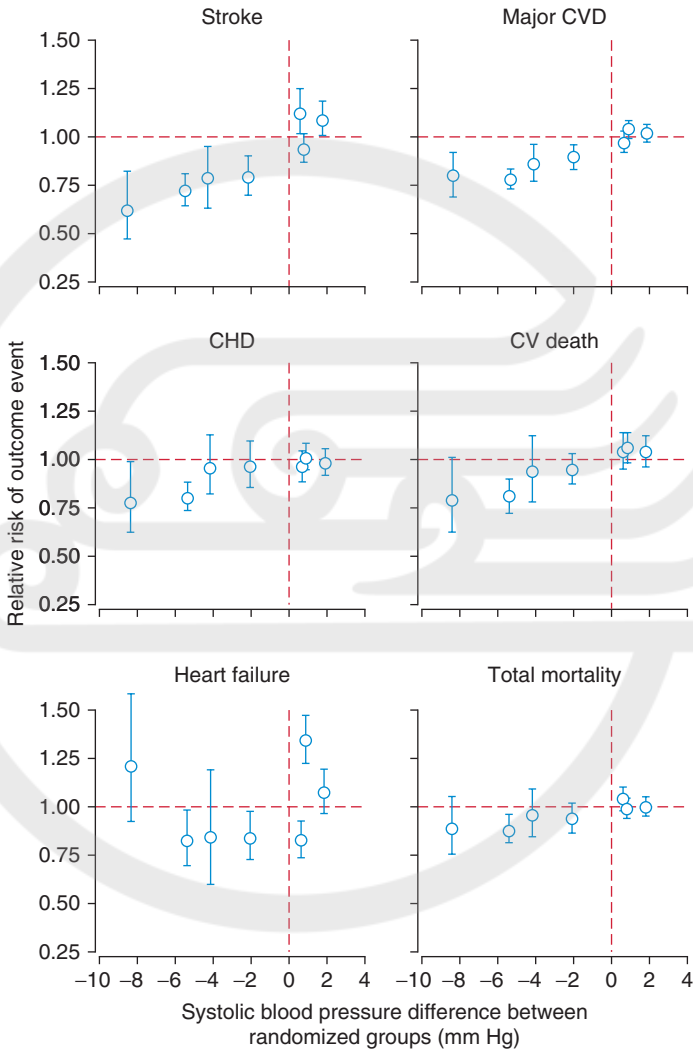 Stroke
Major CVD
1.50
1.25
1.00
0.75
0.50
0.25
CHD
CV death
1.50
1.25
1.00
0.75
0.50
0.25
Relative risk of outcome event
Heart failure
Total mortality
1.50
1.25
1.00
0.75
0.50
0.25
−10 −8 −6 −4 −2 0 2 4
−10 −8 −6 −4 −2 0 2 4
Systolic blood pressure difference between
randomized groups (mm Hg)